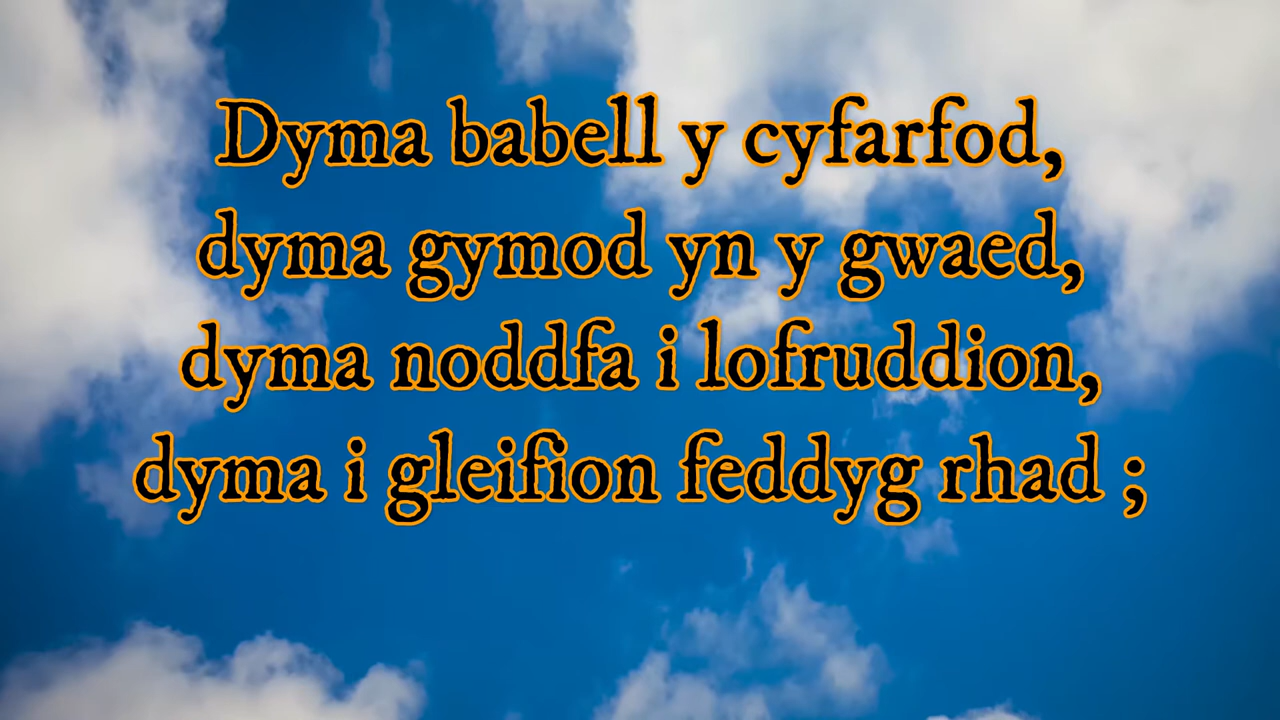 Dyma babell y cyfarfod,
dyma gymod yn y gwaed,
dyma noddfa i lofruddion,
dyma i gleifion feddyg rhad ;